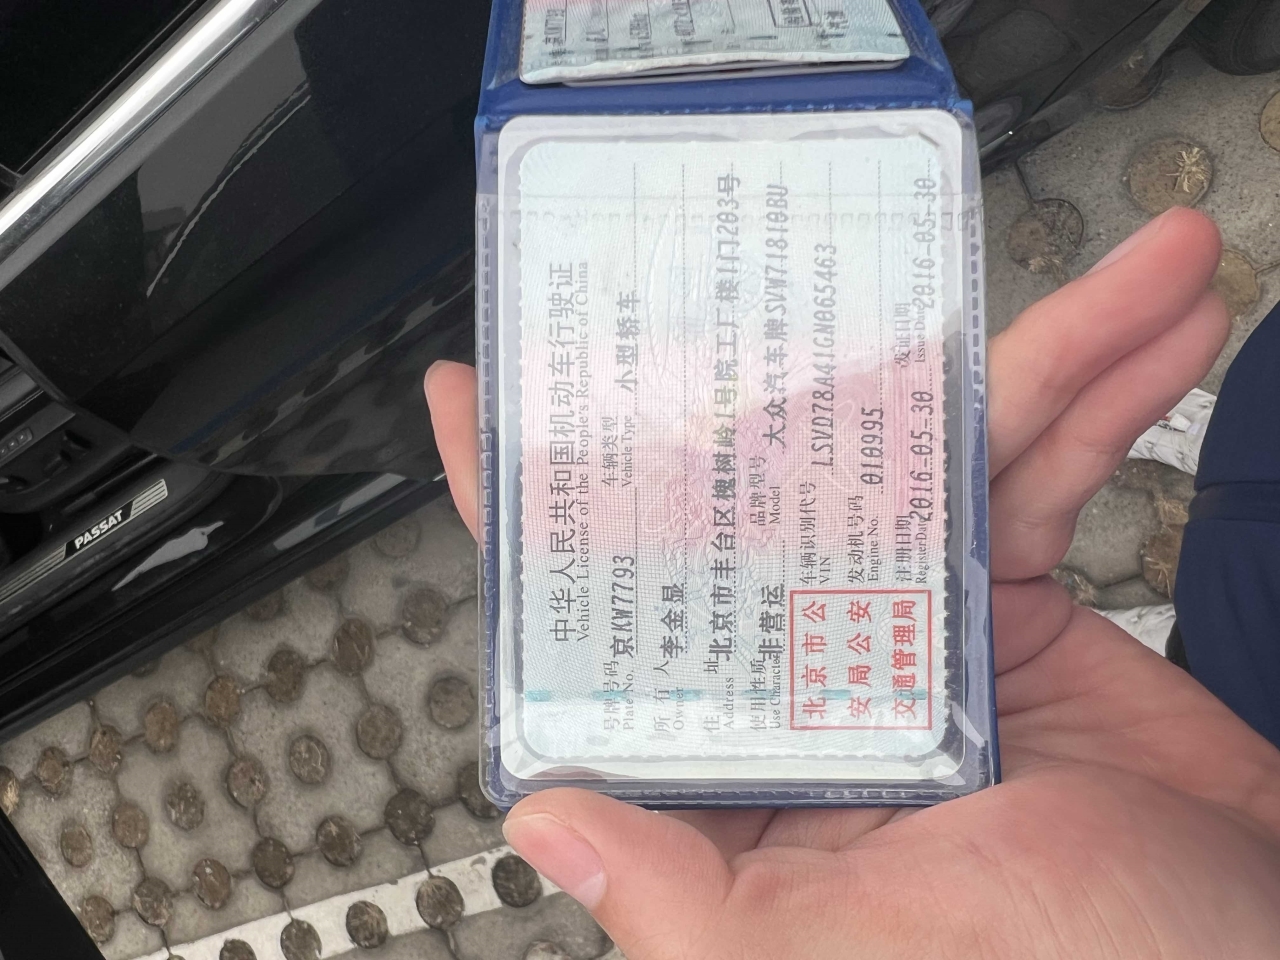 中华人民共和国机动车行驶证
Vehicle License of the People's Republic of China
号牌号码 京KW7793 车辆类型 小型轿车
Plate No. Vehicle Type
所有人 李金显
Owner
住址 北京市丰台区槐树岭1号院工厂楼1门203号
Address
使用性质 非营运 品牌型号 大众汽车牌SVW71810BU
Use Character Model
北京市公
安局公安
交通管理局
车辆识别代号 LSVD78A41GN065463
VIN
发动机号码 010995
Engine No.
注册日期 2016-05-30 发证日期 2016-05-30
Register Date Issue Date
PASSAT